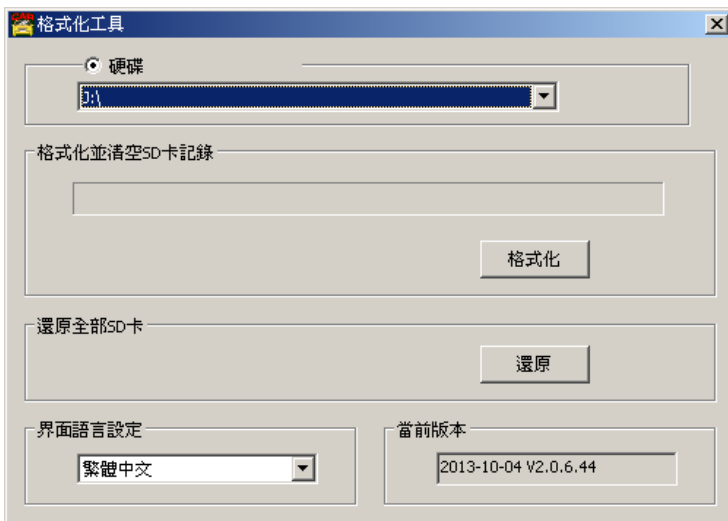 格式化工具
硬碟
格式化並清空SD卡記錄
格式化
還原全部SD卡
還原
界面語言設定
繁體中文
當前版本
2013-10-04 V2.0.6.44